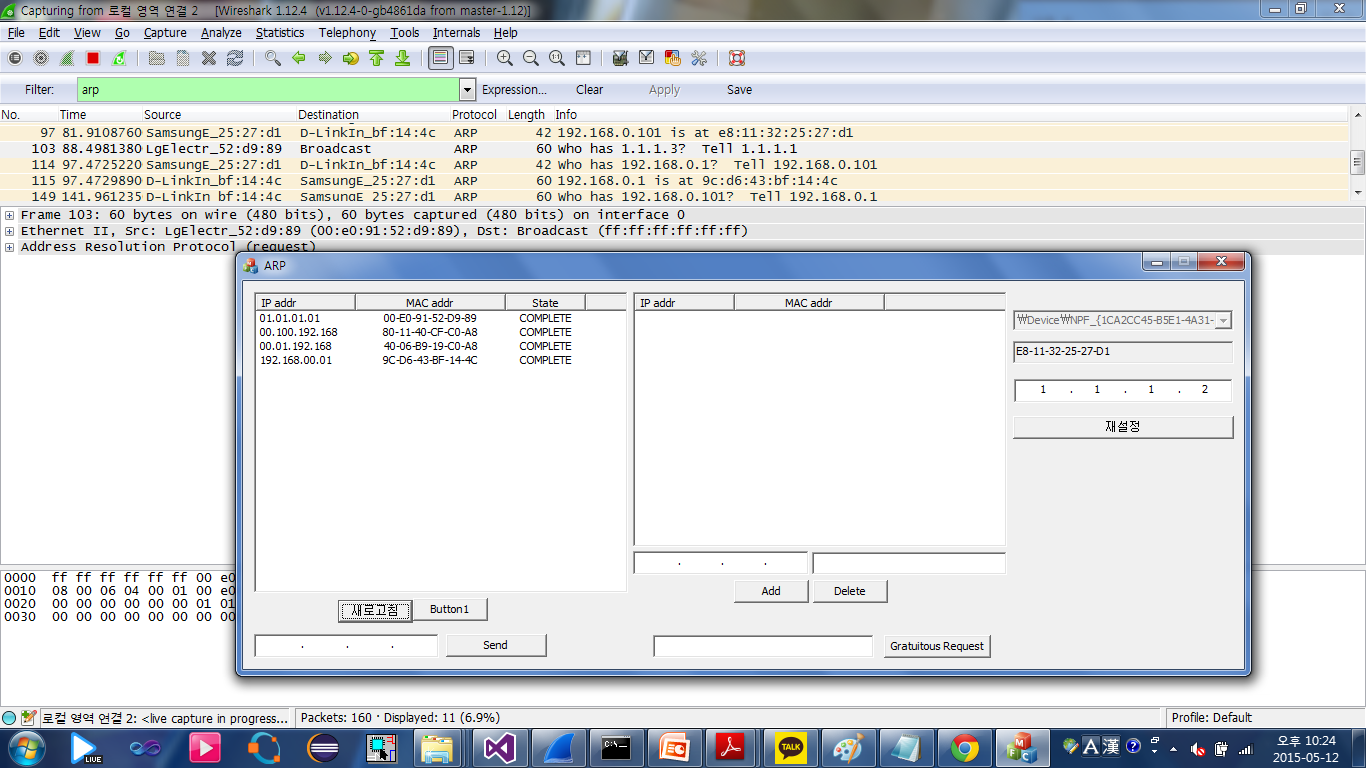 Capturing from 로컬 영역 연결 2 [Wireshark 1.12.4 (v1.12.4-0-gb4861da from master-1.12)]
File Edit View Go Capture Analyze Statistics Telephony Tools Internals Help
Filter: arp Expression... Clear Apply Save
No. Time Source Destination Protocol Length Info
97 81.9108760 SamsungE_25:27:d1 D-LinkIn_bf:14:4c ARP 42 192.168.0.101 is at e8:11:32:25:27:d1
103 88.4981380 LgElectr_52:d9:89 Broadcast ARP 60 Who has 1.1.1.3? Tell 1.1.1.1
114 97.4725220 SamsungE_25:27:d1 D-LinkIn_bf:14:4c ARP 42 Who has 192.168.0.1? Tell 192.168.0.101
115 97.4729890 D-LinkIn_bf:14:4c SamsungE_25:27:d1 ARP 60 192.168.0.1 is at 9c:d6:43:bf:14:4c
149 141.961235 D-LinkIn_bf:14:4c SamsungE_25:27:d1 ARP 60 Who has 192.168.0.101? Tell 192.168.0.1
Frame 103: 60 bytes on wire (480 bits), 60 bytes captured (480 bits) on interface 0
Ethernet II, Src: LgElectr_52:d9:89 (00:e0:91:52:d9:89), Dst: Broadcast (ff:ff:ff:ff:ff:ff)
Address Resolution Protocol (request)
ARP
IP addr MAC addr State
01.01.01.01 00-E0-91-52-D9-89 COMPLETE
00.100.192.168 80-11-40-CF-C0-A8 COMPLETE
00.01.192.168 40-06-B9-19-C0-A8 COMPLETE
192.168.00.01 9C-D6-43-BF-14-4C COMPLETE
새로고침 Button1
. . . Send
IP addr MAC addr
. . .
Add Delete
Gratuitous Request
₩Device₩NPF_{1CA2CC45-B5E1-4A31-
E8-11-32-25-27-D1
1 . 1 . 1 . 2
재설정
0000 ff ff ff ff ff ff 00 e0
0010 08 00 06 04 00 01 00 e0
0020 00 00 00 00 00 00 01 01
0030 00 00 00 00 00 00 00 00
로컬 영역 연결 2: <live capture in progress... Packets: 160 · Displayed: 11 (6.9%) Profile: Default
LIVE
C:\_
TALK
MFC
A 漢
오후 10:24
2015-05-12